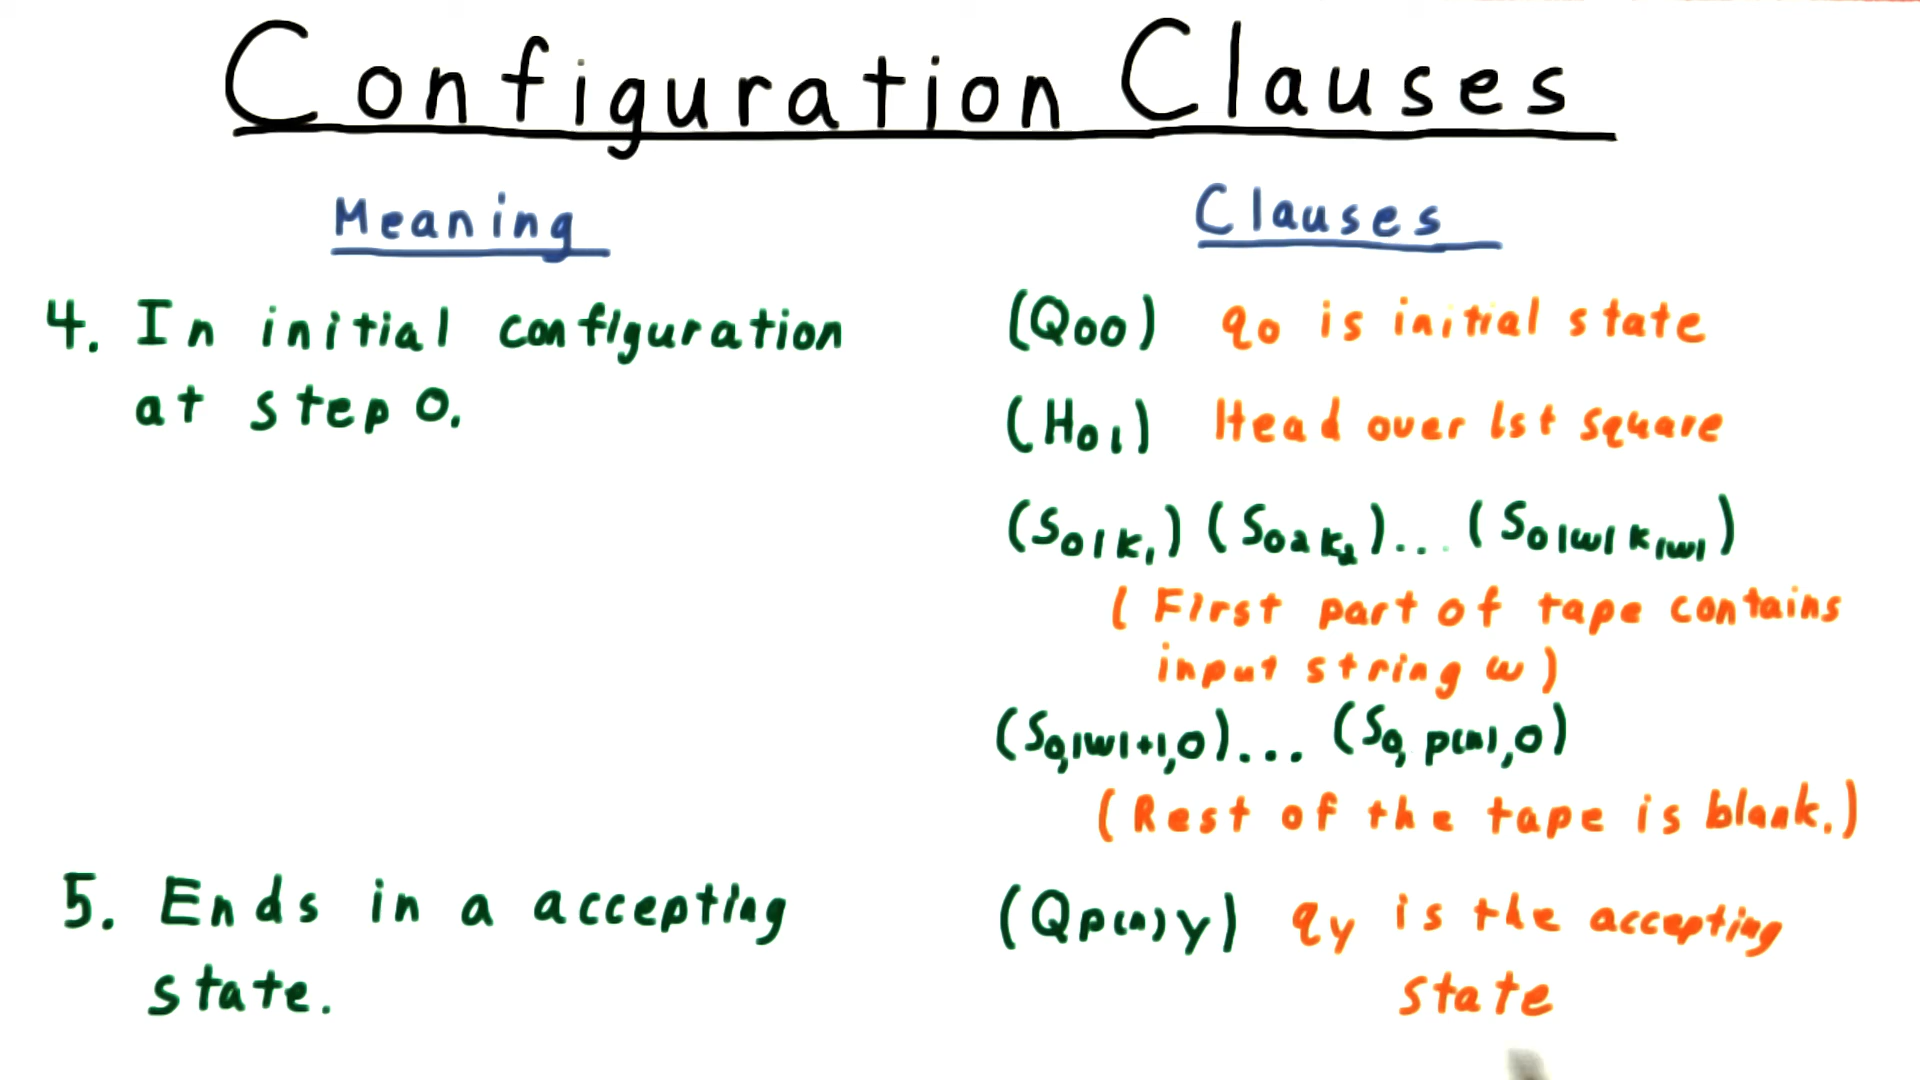 Configuration Clauses
Meaning
Clauses
4. In initial configuration
at step 0.
(Q₀₀) q₀ is initial state
(H₀₁) Head over 1st square
(S₀₁ₖ₁) (S₀₂ₖ₂)... (S₀|w|ₖ|w|)
(First part of tape contains
input string w)
(S₀,|w|+1,0)... (S₀,p(n),0)
(Rest of the tape is blank.)
5. Ends in a accepting
state.
(Qp(n)y) qy is the accepting
state